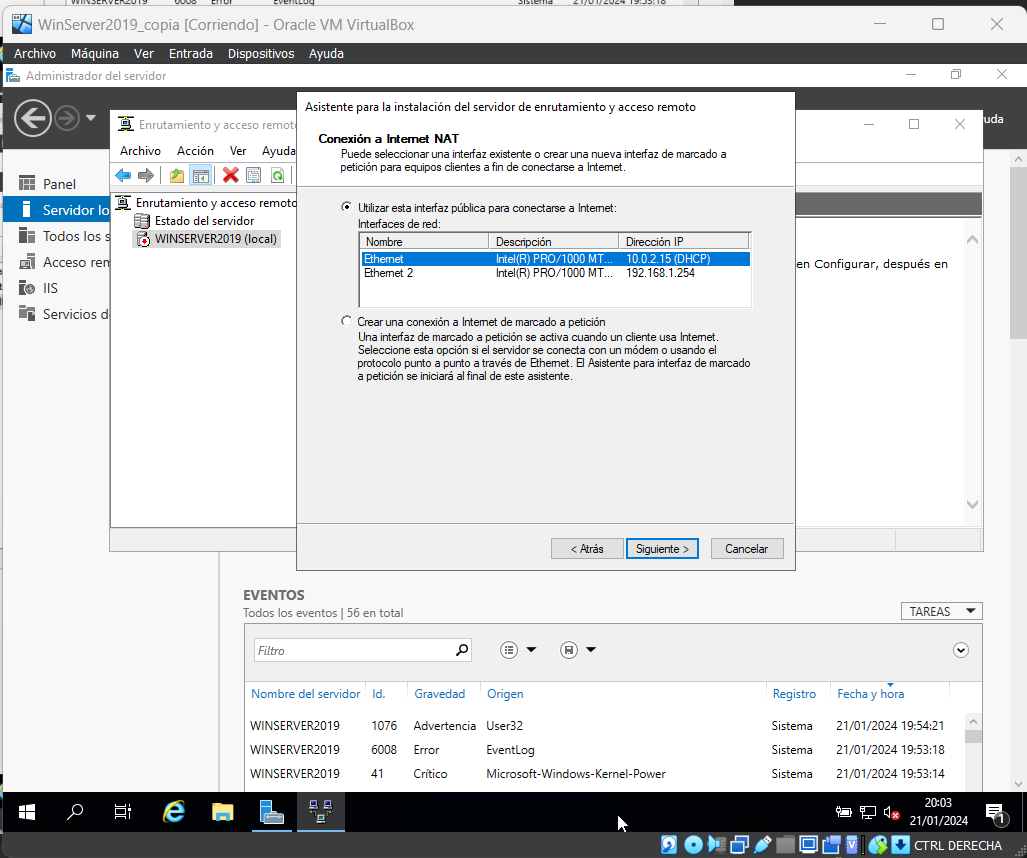 WINSERVER2019 6008 Error EventLog Sistema 21/01/2024 19:53:18
WinServer2019_copia [Corriendo] - Oracle VM VirtualBox
Archivo Máquina Ver Entrada Dispositivos Ayuda
Administrador del servidor
Asistente para la instalación del servidor de enrutamiento y acceso remoto
Enrutamiento y acceso remoto
Archivo Acción Ver Ayuda
Conexión a Internet NAT
Puede seleccionar una interfaz existente o crear una nueva interfaz de marcado a
petición para equipos clientes a fin de conectarse a Internet.
Panel
Servidor lo
Todos los s
Acceso rem
IIS
Servicios d
Enrutamiento y acceso remoto
Estado del servidor
WINSERVER2019 (local)
Utilizar esta interfaz pública para conectarse a Internet:
Interfaces de red:
Nombre Descripción Dirección IP
Ethernet Intel(R) PRO/1000 MT... 10.0.2.15 (DHCP)
Ethernet 2 Intel(R) PRO/1000 MT... 192.168.1.254
en Configurar, después en
Crear una conexión a Internet de marcado a petición
Una interfaz de marcado a petición se activa cuando un cliente usa Internet.
Seleccione esta opción si el servidor se conecta con un módem o usando el
protocolo punto a punto a través de Ethernet. El Asistente para interfaz de marcado
a petición se iniciará al final de este asistente.
< Atrás Siguiente > Cancelar
EVENTOS
Todos los eventos | 56 en total
TAREAS
Filtro
Nombre del servidor Id. Gravedad Origen Registro Fecha y hora
WINSERVER2019 1076 Advertencia User32 Sistema 21/01/2024 19:54:21
WINSERVER2019 6008 Error EventLog Sistema 21/01/2024 19:53:18
WINSERVER2019 41 Crítico Microsoft-Windows-Kernel-Power Sistema 21/01/2024 19:53:14
20:03
21/01/2024
1
CTRL DERECHA